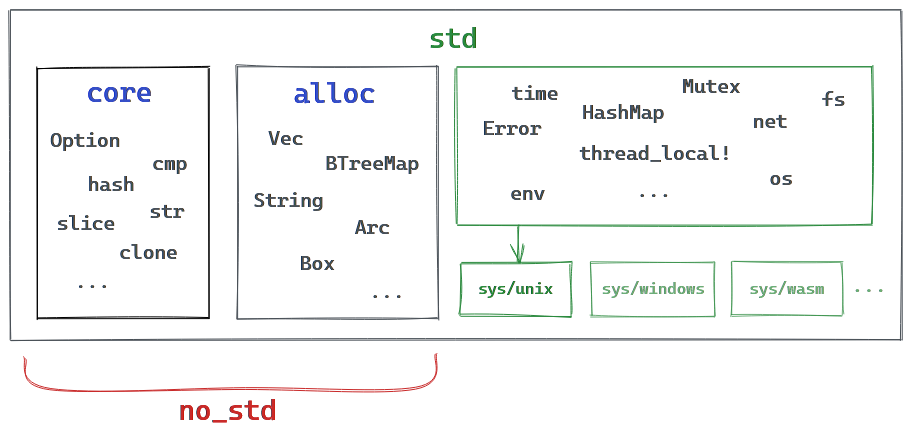 std
core
Option
cmp
hash
str
slice
clone
...
alloc
Vec
BTreeMap
String
Arc
Box
...
time
Mutex
fs
HashMap
Error
net
thread_local!
os
env
...
sys/unix
sys/windows
sys/wasm
...
no_std